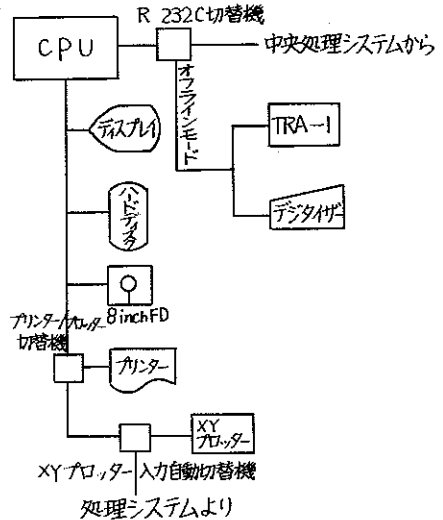 R 232C切替機
CPU
中央処理システムから
オフラインモード
TRA-1
ディスプレイ
デジタイザー
ハードディスク
8inchFD
プリンター/プロッター
切替機
プリンター
XY
プロッター
XYプロッター入力自動切替機
処理システムより